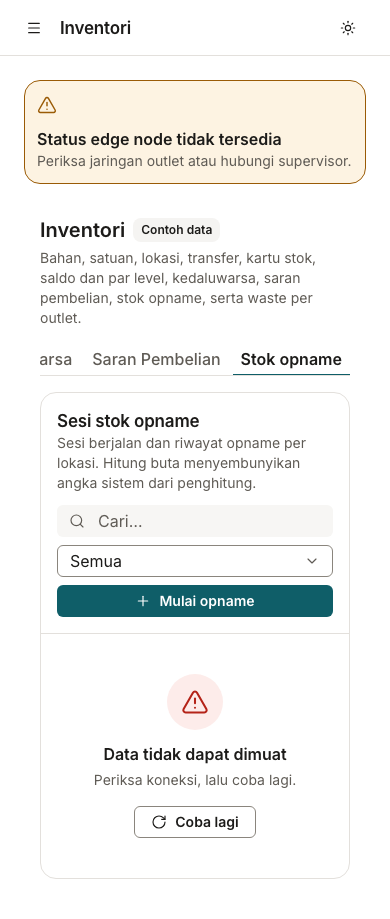 Inventori
Status edge node tidak tersedia
Periksa jaringan outlet atau hubungi supervisor.
Inventori Contoh data
Bahan, satuan, lokasi, transfer, kartu stok,
saldo dan par level, kedaluwarsa, saran
pembelian, stok opname, serta waste per
outlet.
arsa Saran Pembelian Stok opname
Sesi stok opname
Sesi berjalan dan riwayat opname per
lokasi. Hitung buta menyembunyikan
angka sistem dari penghitung.
Cari...
Semua
Mulai opname
Data tidak dapat dimuat
Periksa koneksi, lalu coba lagi.
Coba lagi